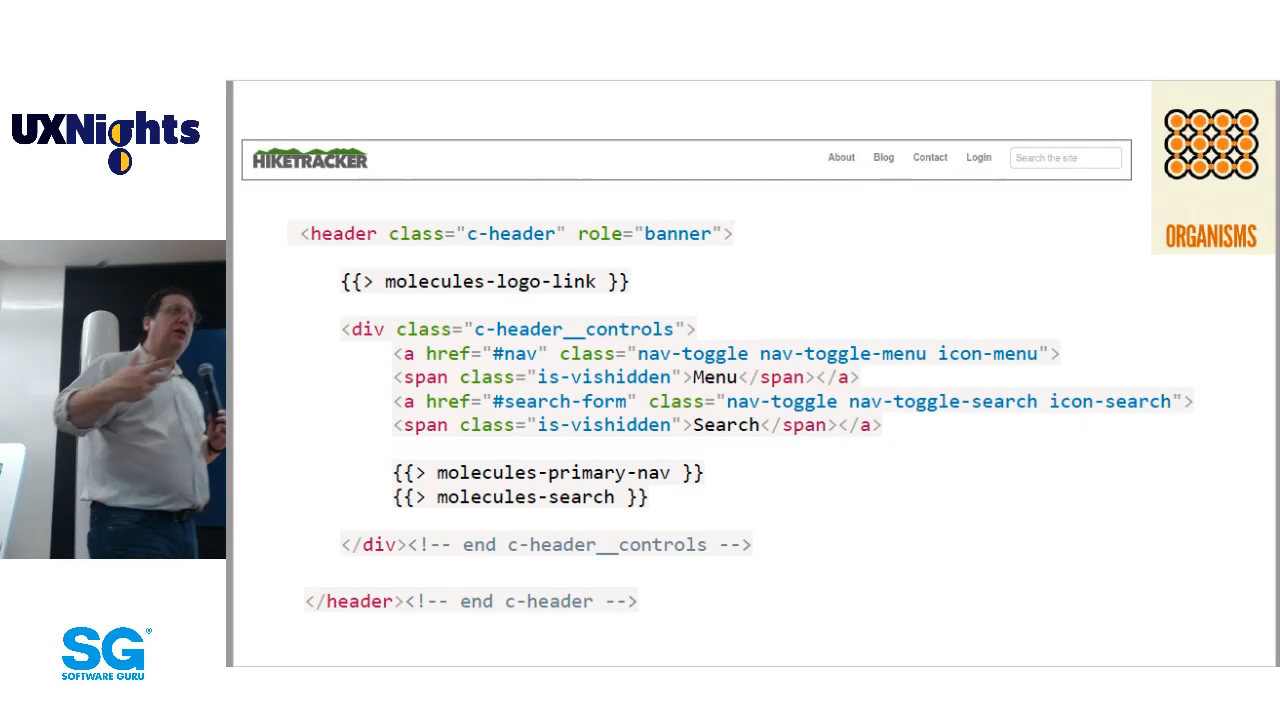 UXNights
HIKETRACKER
About
Blog
Contact
Login
Search the site
ORGANISMS
<header class="c-header" role="banner">
{{> molecules-logo-link }}
<div class="c-header__controls">
<a href="#nav" class="nav-toggle nav-toggle-menu icon-menu">
<span class="is-vishidden">Menu</span></a>
<a href="#search-form" class="nav-toggle nav-toggle-search icon-search">
<span class="is-vishidden">Search</span></a>
{{> molecules-primary-nav }}
{{> molecules-search }}
</div><!-- end c-header__controls -->
</header><!-- end c-header -->
SG®
SOFTWARE GURU